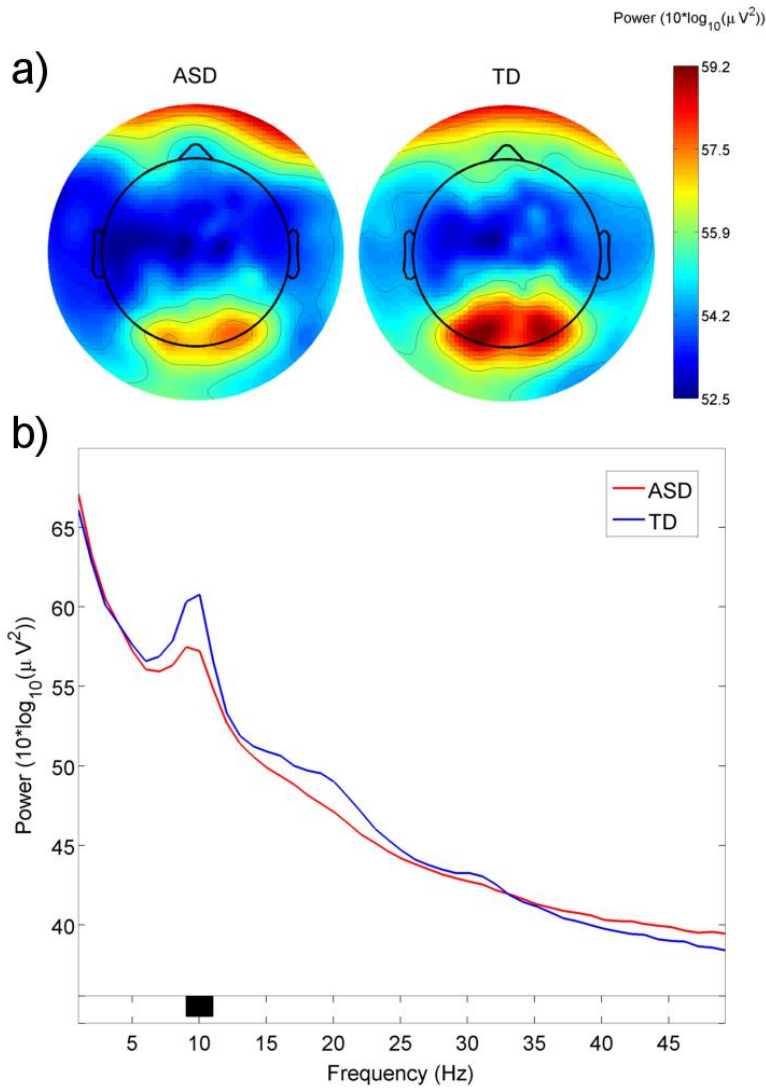 Power (10*log10(μ V2))
a)
ASD
TD
59.2
57.5
55.9
54.2
52.5
b)
ASD
TD
65
60
55
50
45
40
Power (10*log10(μ V2))
5 10 15 20 25 30 35 40 45
Frequency (Hz)